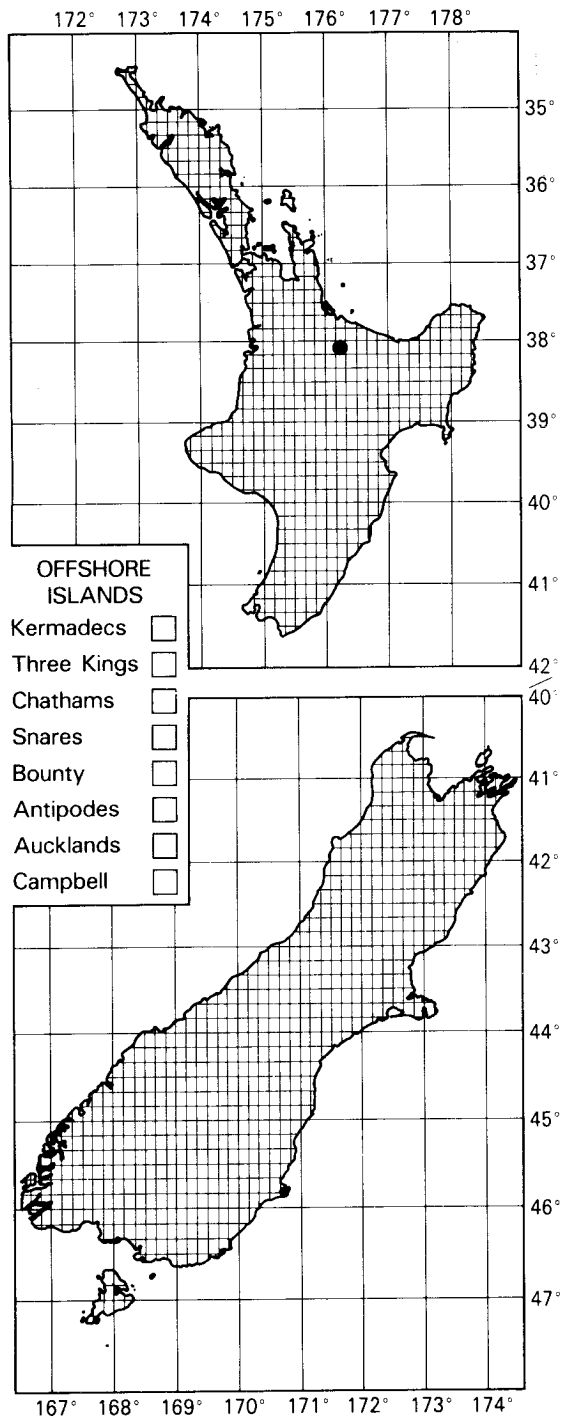 172° 173° 174° 175° 176° 177° 178°
35°
36°
37°
38°
39°
40°
41°
42°
OFFSHORE
ISLANDS
Kermadecs
Three Kings
Chathams
Snares
Bounty
Antipodes
Aucklands
Campbell
40°
41°
42°
43°
44°
45°
46°
47°
167° 168° 169° 170° 171° 172° 173° 174°